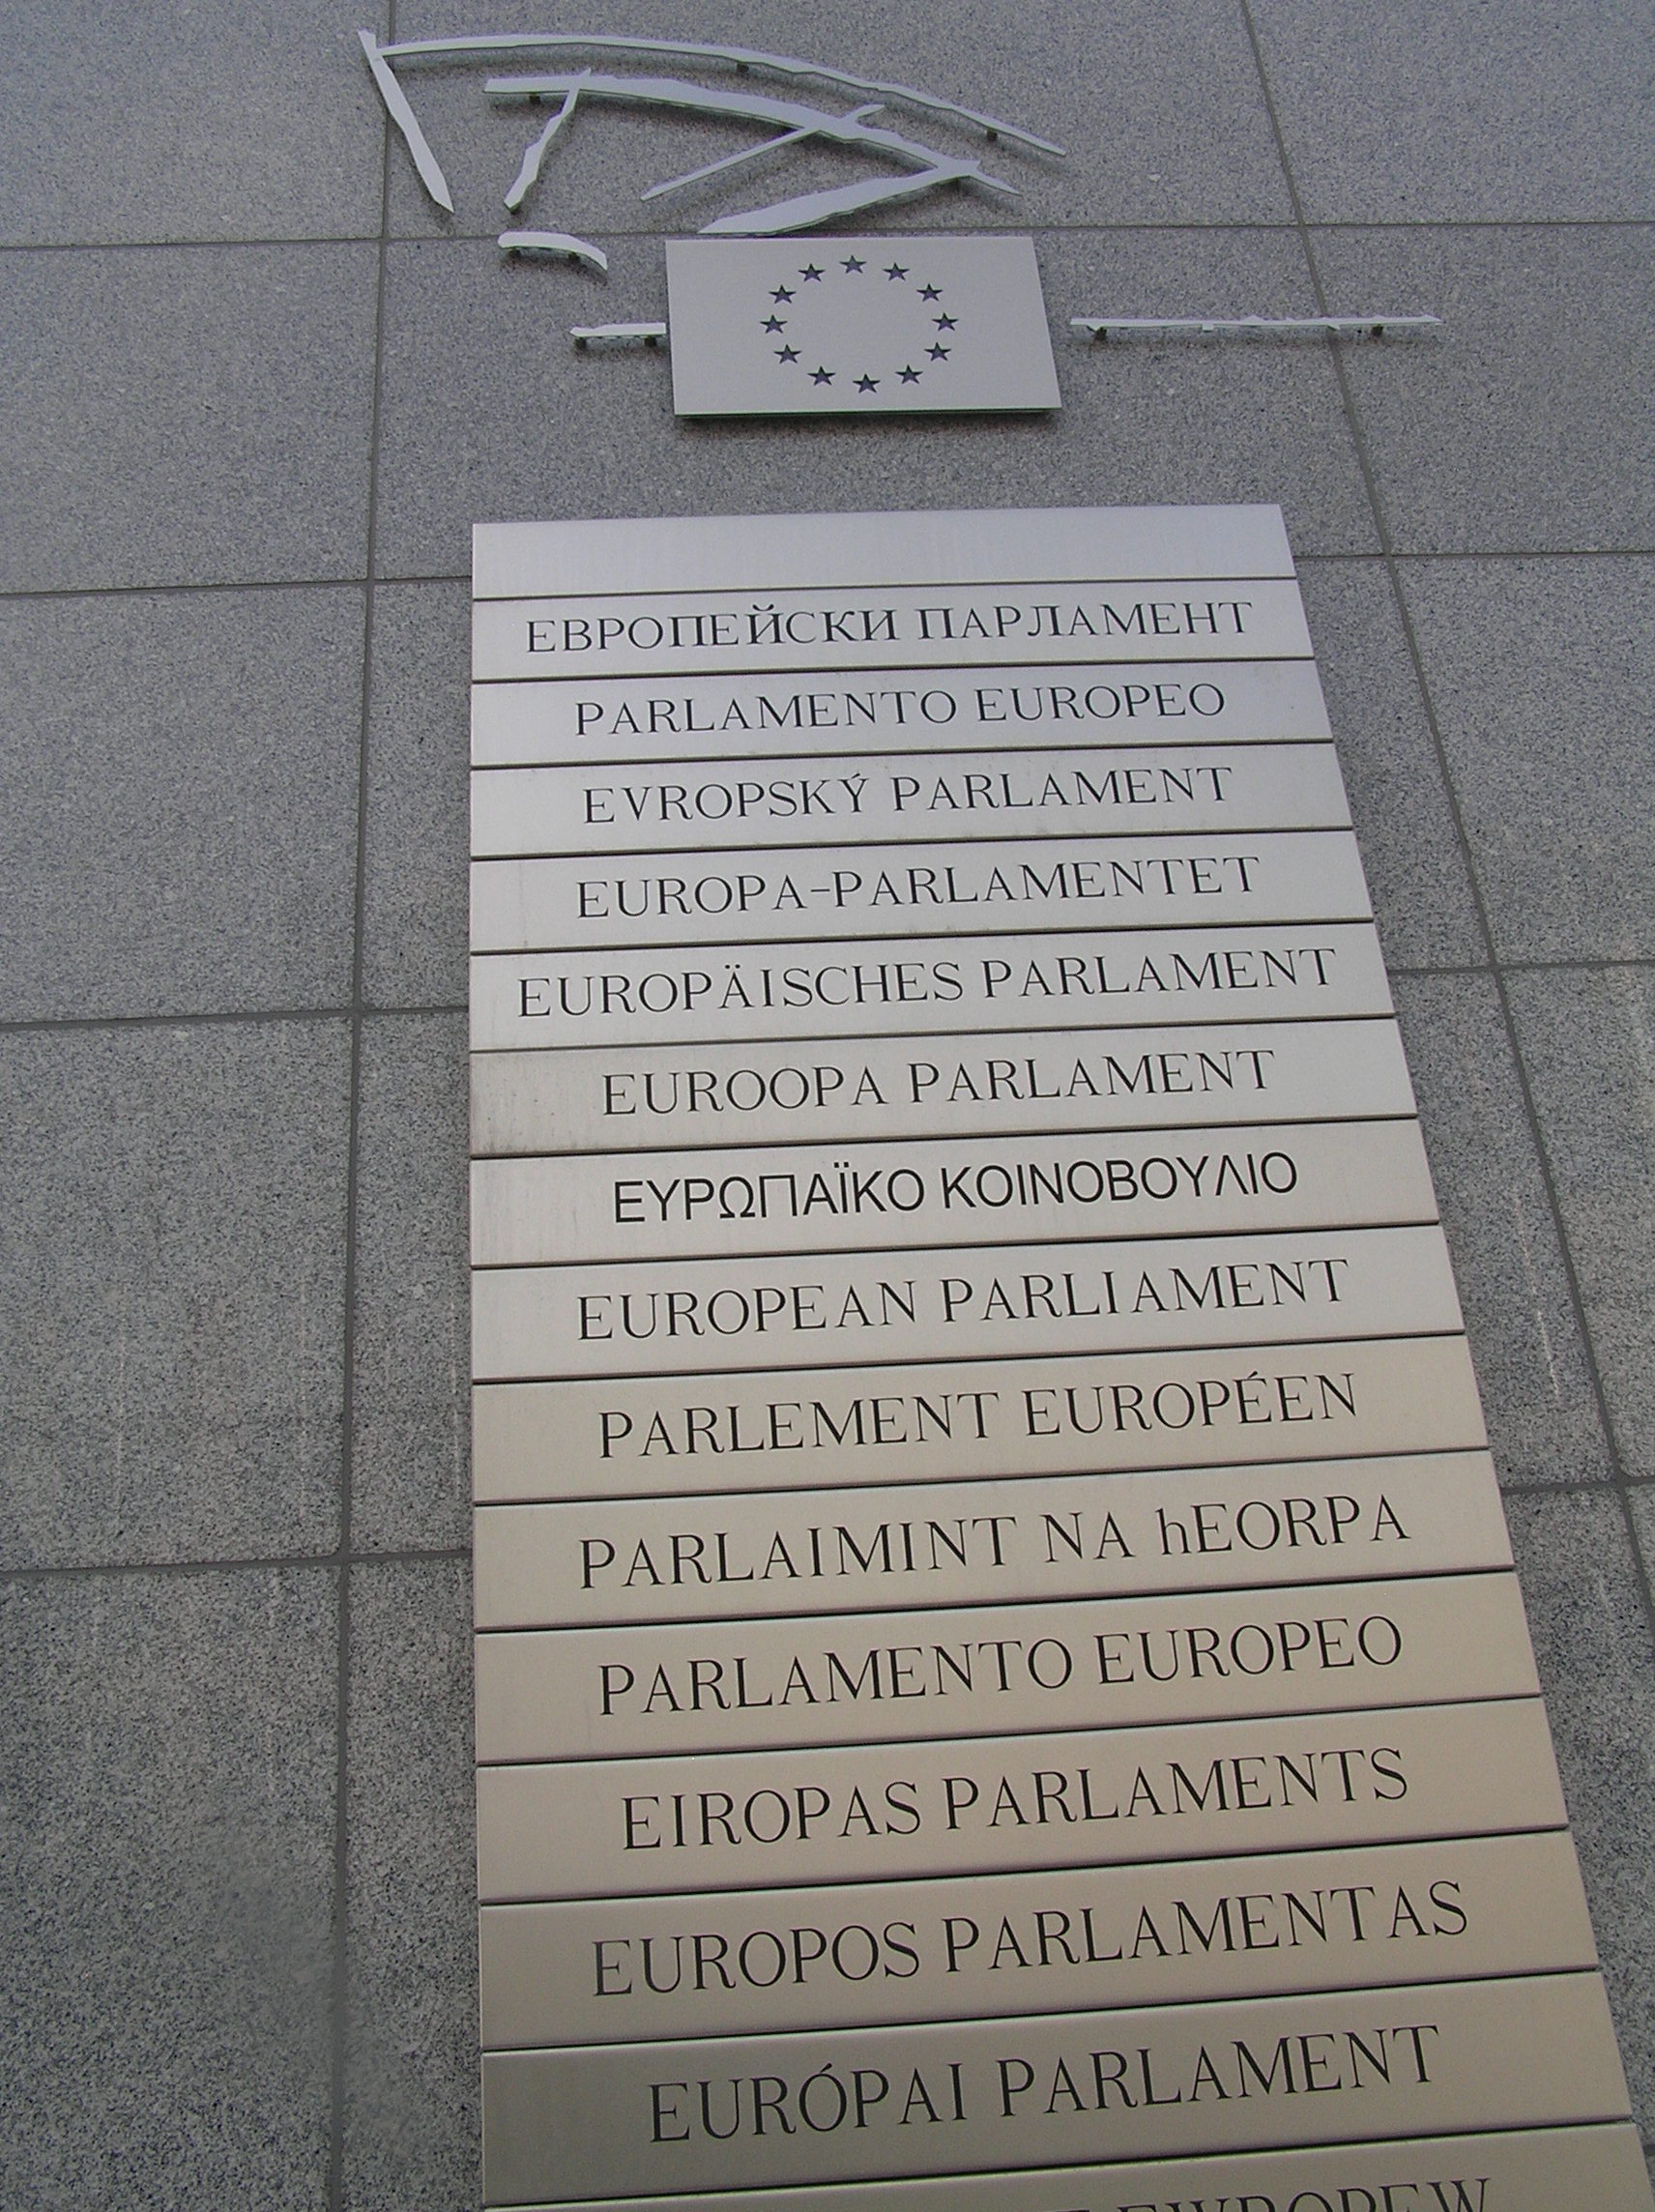 ЕВРОПЕЙСКИ ПАРЛАМЕНТ
PARLAMENTO EUROPEO
EVROPSKÝ PARLAMENT
EUROPA-PARLAMENTET
EUROPÄISCHES PARLAMENT
EUROOPA PARLAMENT
ΕΥΡΩΠΑΪΚΟ ΚΟΙΝΟΒΟΥΛΙΟ
EUROPEAN PARLIAMENT
PARLEMENT EUROPÉEN
PARLAIMINT NA hEORPA
PARLAMENTO EUROPEO
EIROPAS PARLAMENTS
EUROPOS PARLAMENTAS
EURÓPAI PARLAMENT
EWROPEW